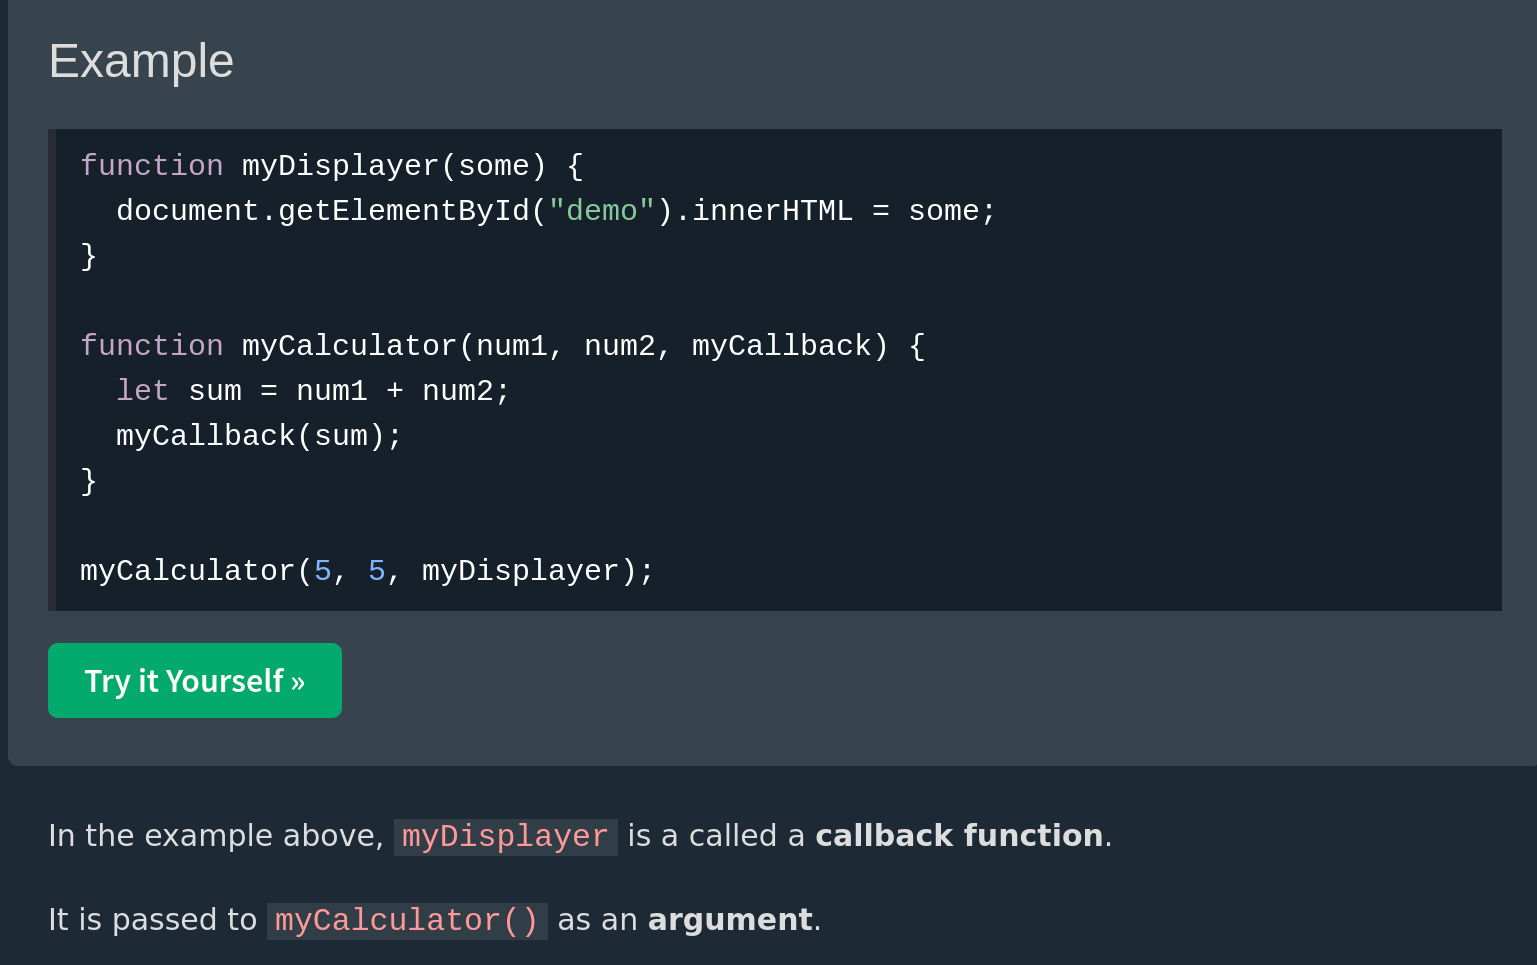 Example
function myDisplayer(some) {
  document.getElementById("demo").innerHTML = some;
}
function myCalculator(num1, num2, myCallback) {
  let sum = num1 + num2;
  myCallback(sum);
}
myCalculator(5, 5, myDisplayer);
Try it Yourself »
In the example above, myDisplayer is a called a callback function.
It is passed to myCalculator() as an argument.